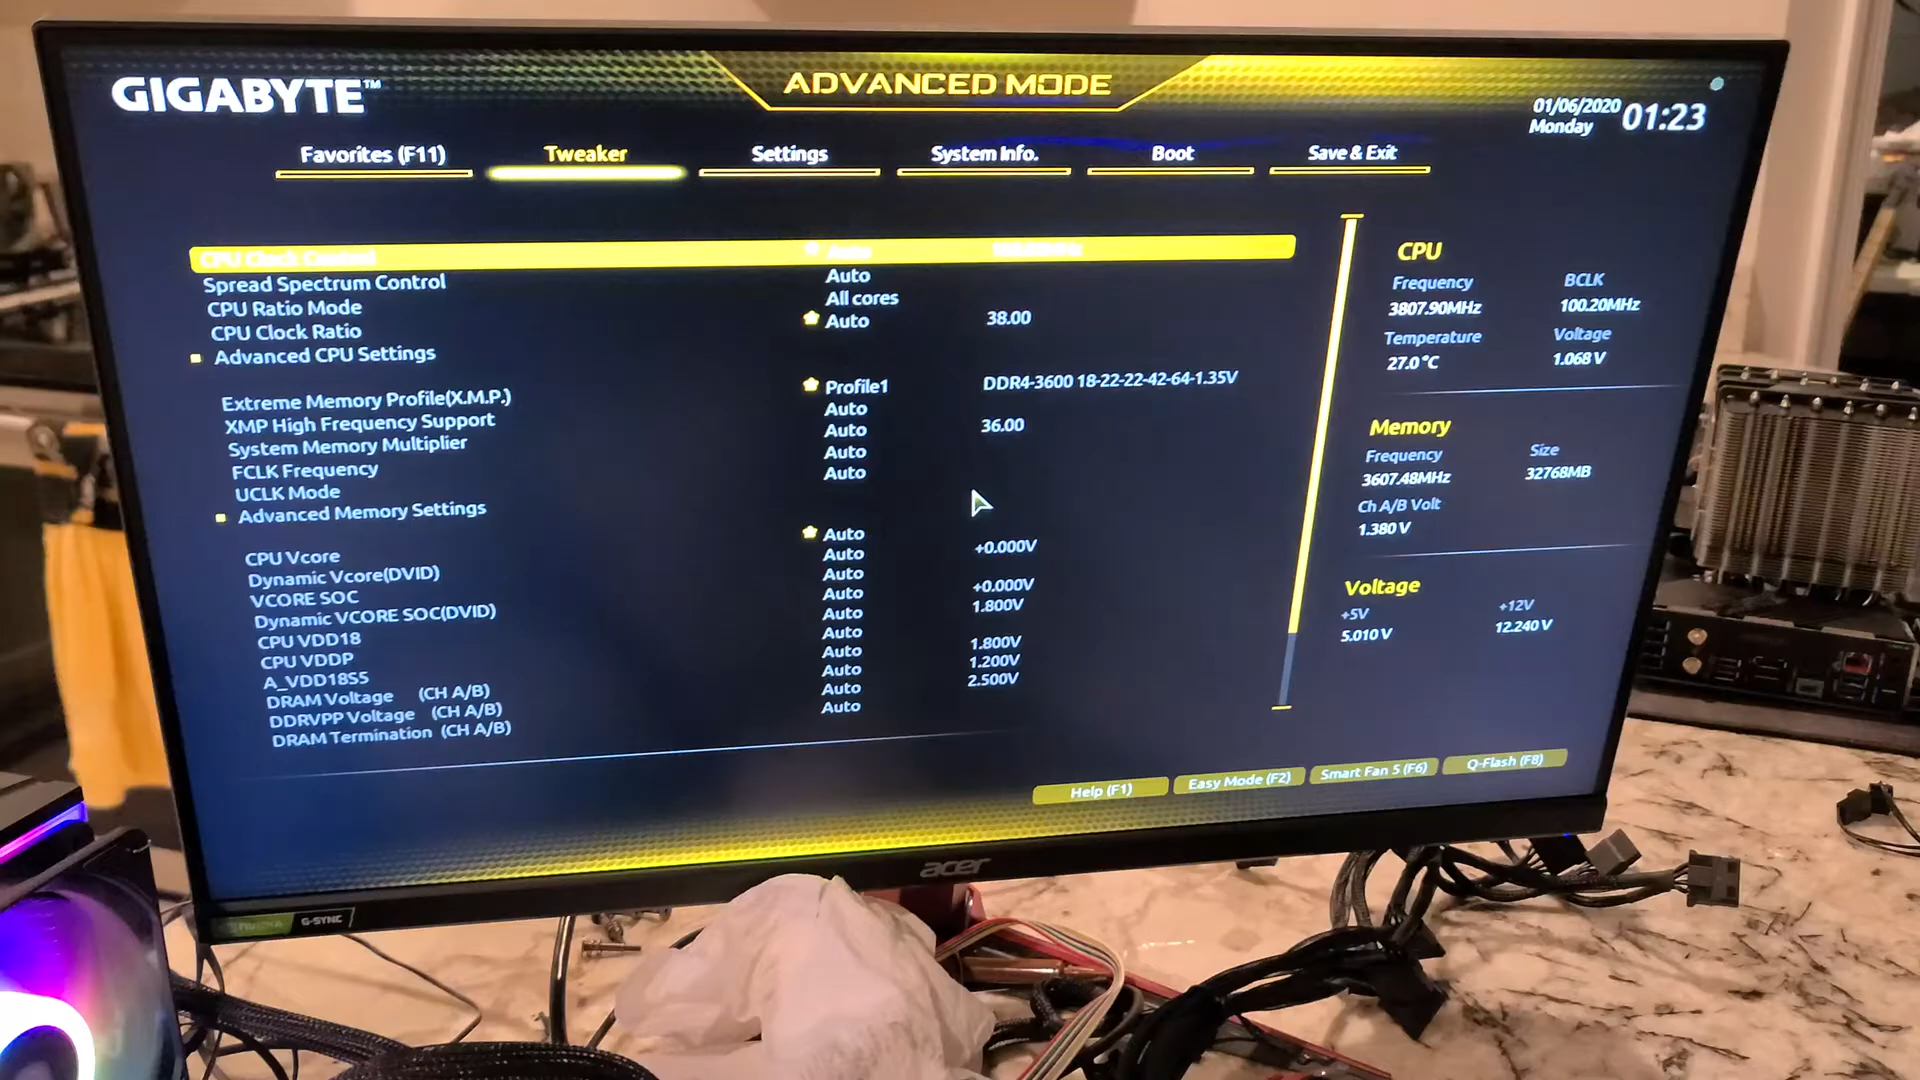 GIGABYTE™
ADVANCED MODE
01/06/2020 01:23
Monday
Favorites (F11) Tweaker Settings System Info. Boot Save & Exit
CPU Clock Control Auto
Spread Spectrum Control Auto
CPU Ratio Mode All cores
CPU Clock Ratio Auto 38.00
Advanced CPU Settings
Extreme Memory Profile(X.M.P.) Profile1 DDR4-3600 18-22-22-42-64-1.35V
XMP High Frequency Support Auto
System Memory Multiplier Auto 36.00
FCLK Frequency Auto
UCLK Mode Auto
Advanced Memory Settings
CPU Vcore Auto
Dynamic Vcore(DVID) Auto +0.000V
VCORE SOC Auto
Dynamic VCORE SOC(DVID) Auto +0.000V
CPU VDD18 Auto 1.800V
CPU VDDP Auto
A_VDD18S5 Auto 1.800V
DRAM Voltage (CH A/B) Auto 1.200V
DDRVPP Voltage (CH A/B) Auto 2.500V
DRAM Termination (CH A/B) Auto
CPU
Frequency BCLK
3807.90MHz 100.20MHz
Temperature Voltage
27.0 °C 1.068 V
Memory
Frequency Size
3607.48MHz 32768MB
Ch A/B Volt
1.380 V
Voltage
+5V +12V
5.010 V 12.240 V
Help (F1) Easy Mode (F2) Smart Fan 5 (F6) Q-Flash (F8)
acer
NVIDIA G-SYNC